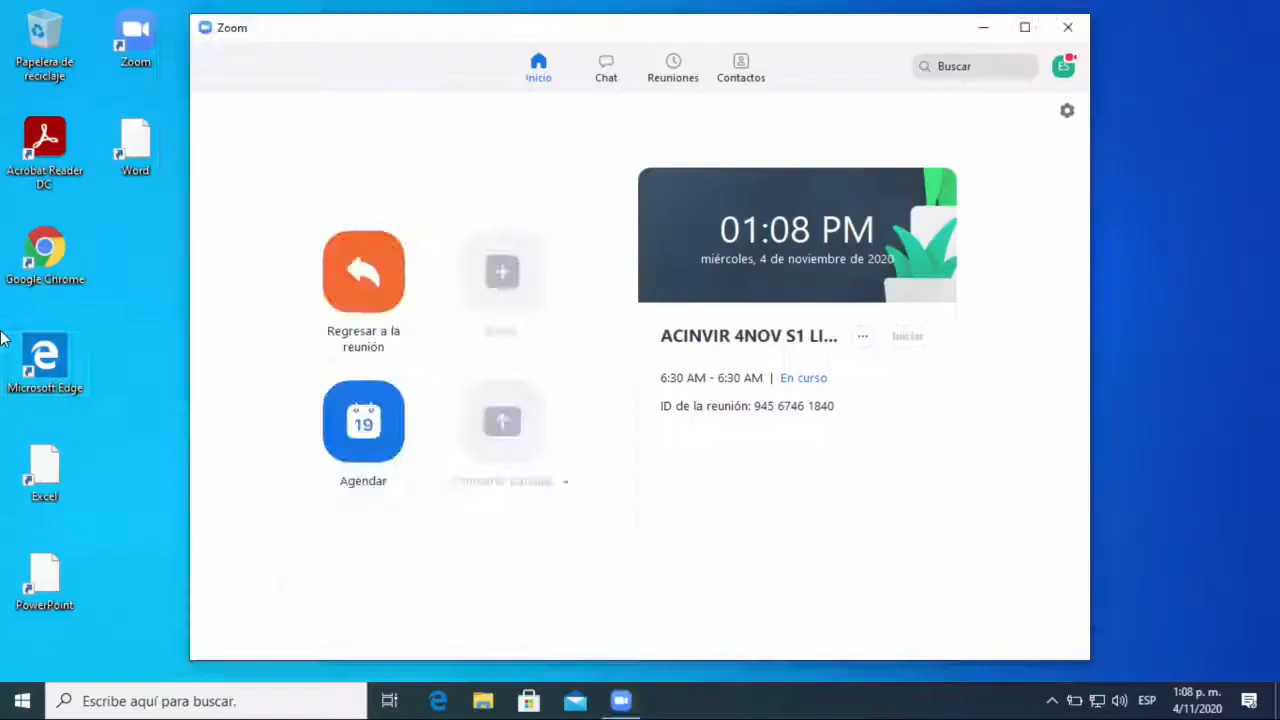 Papelera de
reciclaje
Zoom
Acrobat Reader
DC
Word
Google Chrome
Microsoft Edge
Excel
PowerPoint
Zoom
Inicio
Chat
Reuniones
Contactos
Buscar
ES
01:08 PM
miércoles, 4 de noviembre de 2020
Regresar a la
reunión
19
Agendar
ACINVIR 4NOV S1 LI...
Iniciar
6:30 AM - 6:30 AM | En curso
ID de la reunión: 945 6746 1840
Escribe aquí para buscar.
ESP
1:08 p. m.
4/11/2020